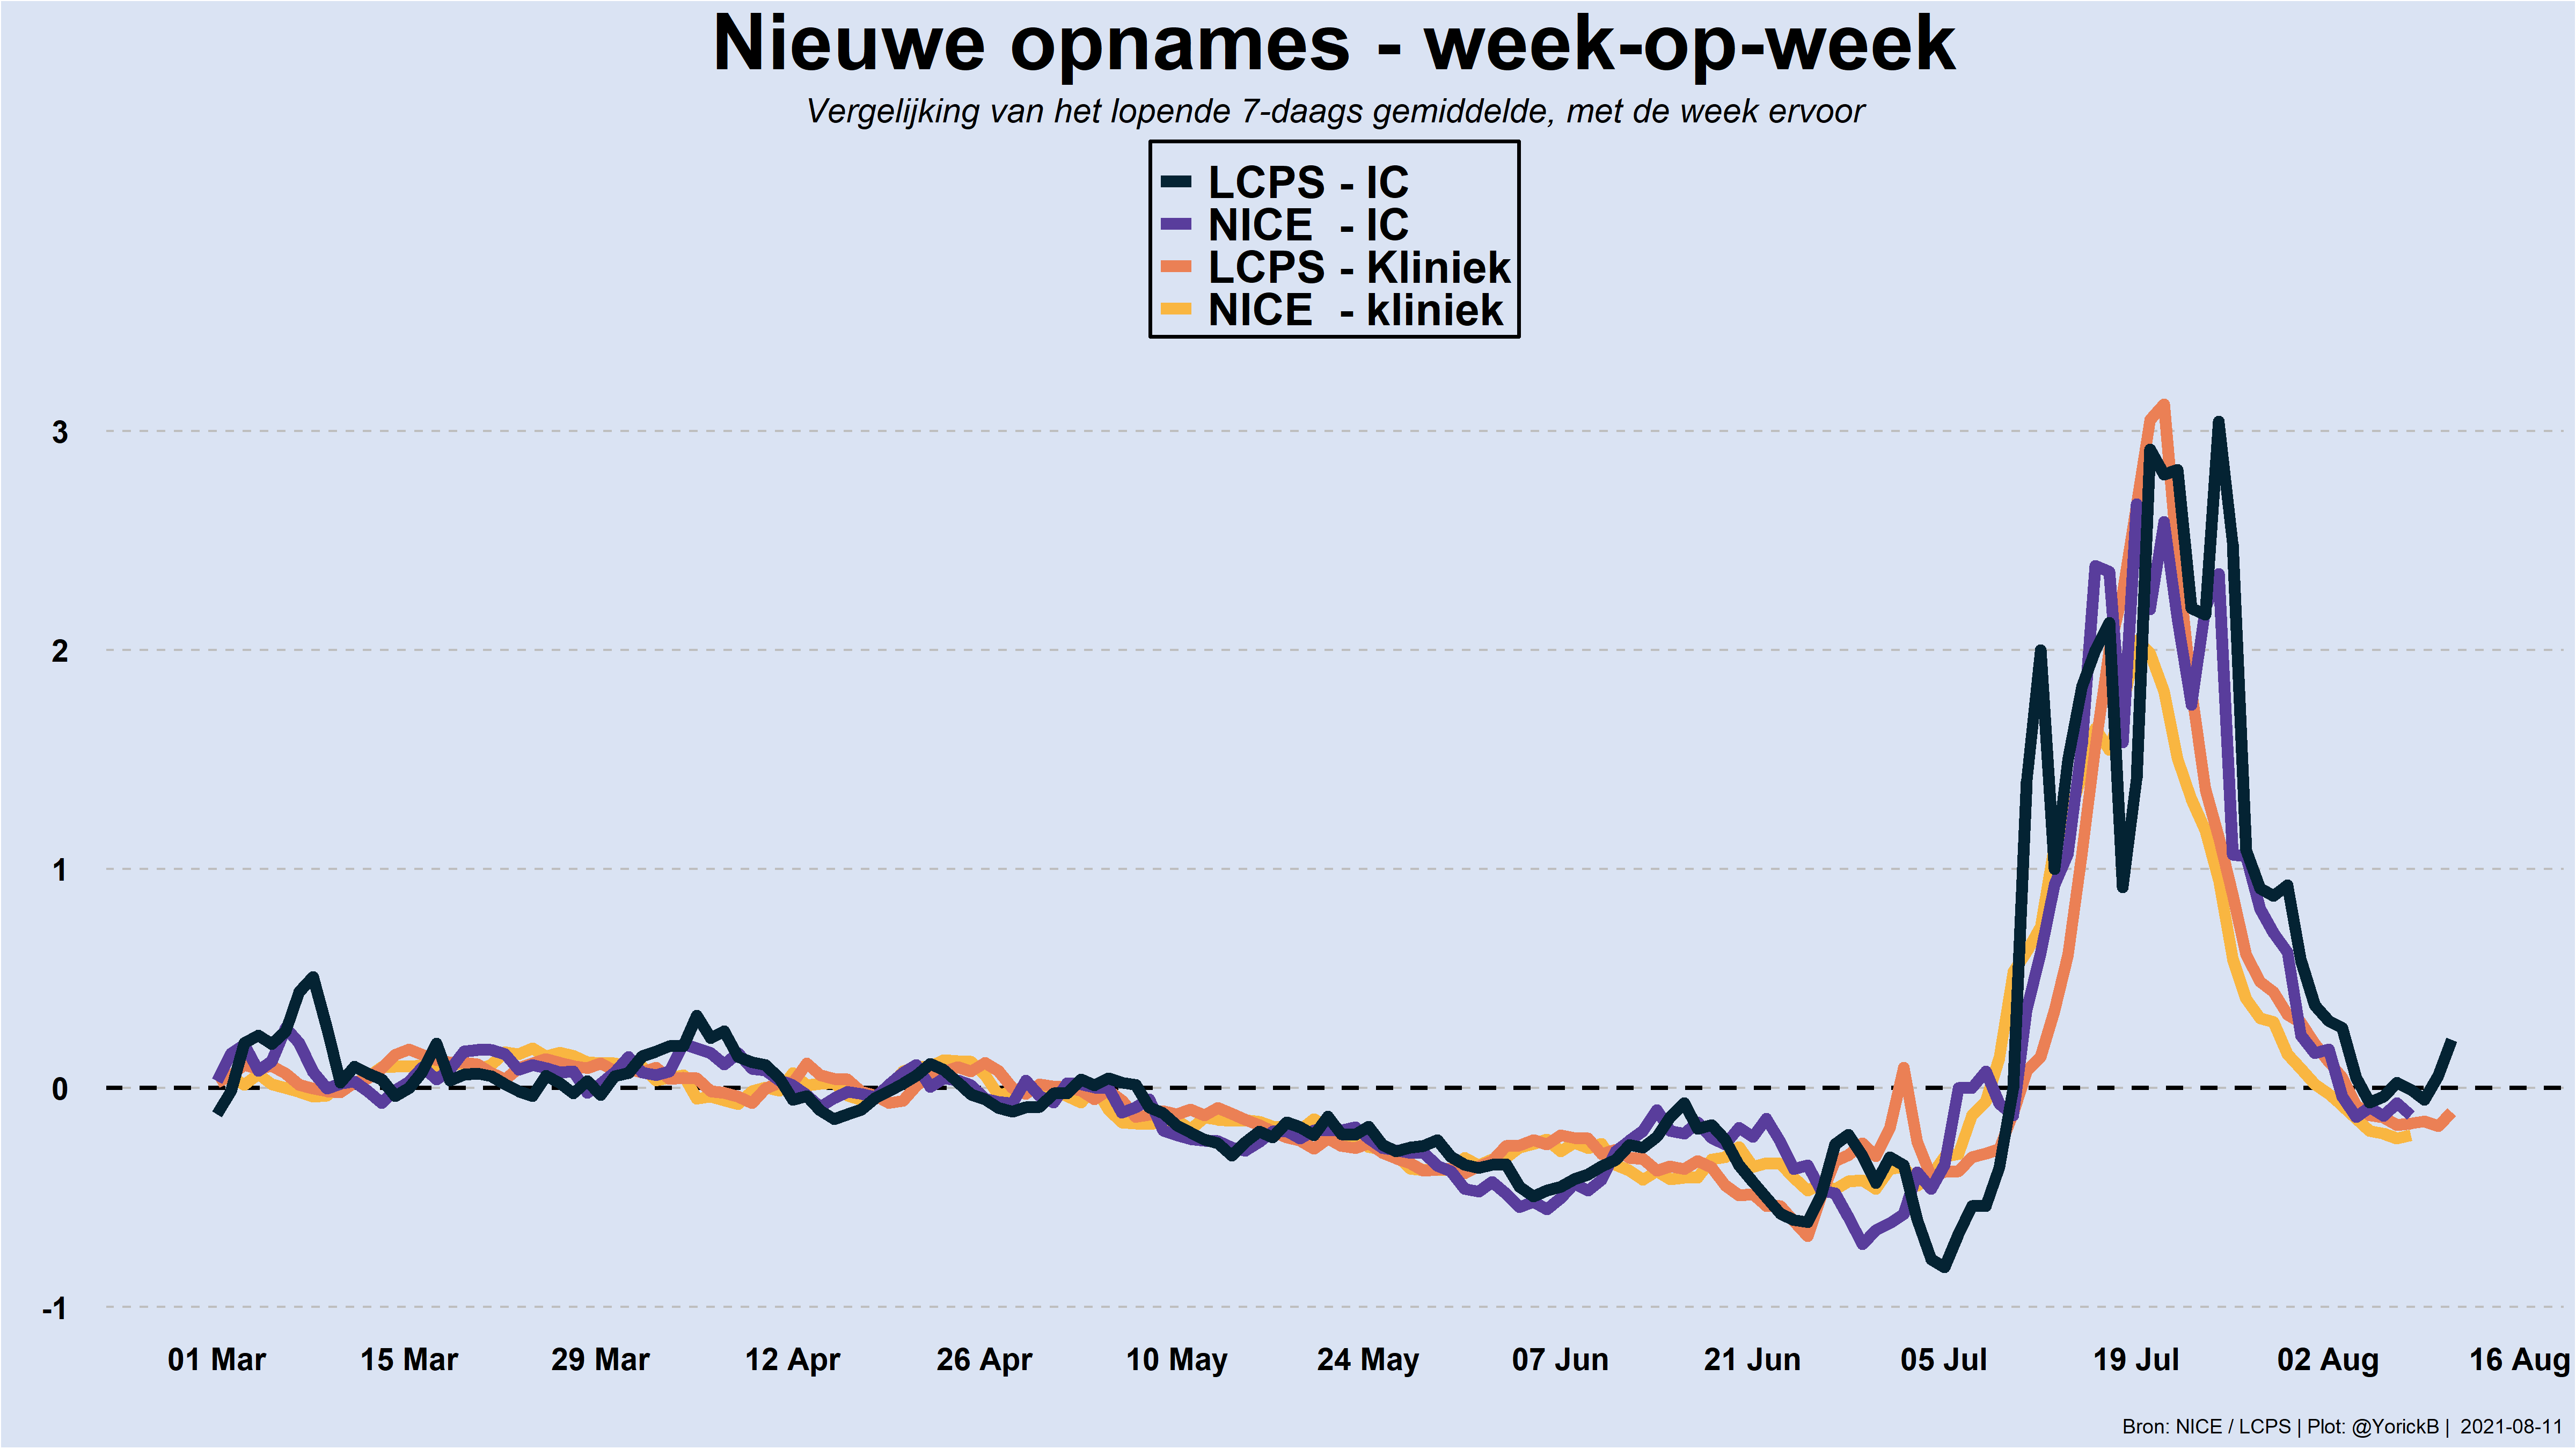 Nieuwe opnames - week-op-week
Vergelijking van het lopende 7-daags gemiddelde, met de week ervoor
LCPS - IC
NICE - IC
LCPS - Kliniek
NICE - kliniek
3
2
1
0
-1
01 Mar 15 Mar 29 Mar 12 Apr 26 Apr 10 May 24 May 07 Jun 21 Jun 05 Jul 19 Jul 02 Aug 16 Aug
Bron: NICE / LCPS | Plot: @YorickB | 2021-08-11